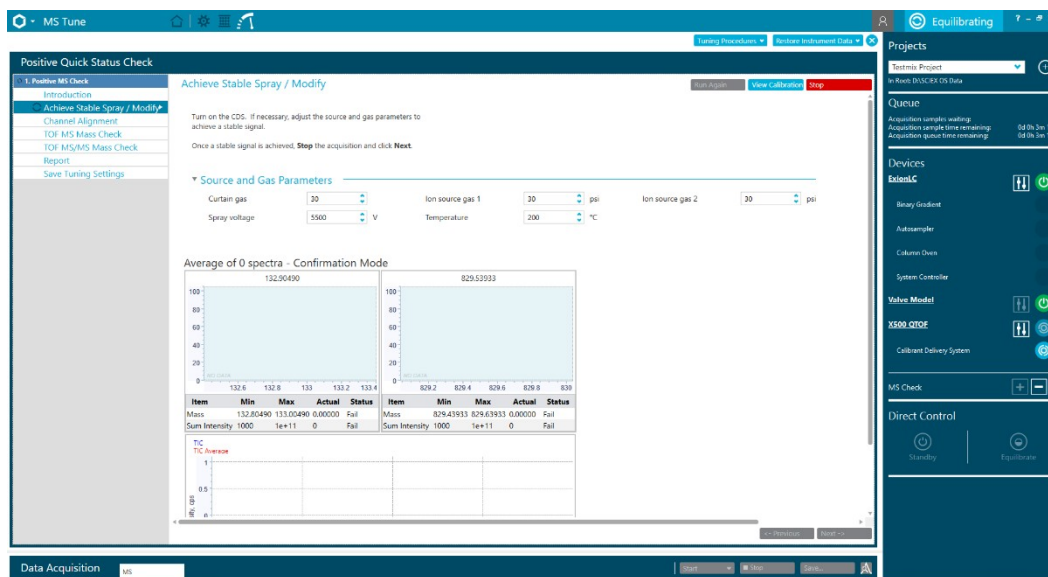 MS Tune
Equilibrating
? – 
Tuning Procedures
Restore Instrument Data
Positive Quick Status Check
1. Positive MS Check
Introduction
Achieve Stable Spray / Modify
Channel Alignment
TOF MS Mass Check
TOF MS/MS Mass Check
Report
Save Tuning Settings
Achieve Stable Spray / Modify
Run Again
View Calibration
Stop
Turn on the CDS. If necessary, adjust the source and gas parameters to
achieve a stable signal.
Once a stable signal is achieved, Stop the acquisition and click Next.
Source and Gas Parameters
Curtain gas 30 Ion source gas 1 30 psi Ion source gas 2 30 psi
Spray voltage 5500 V Temperature 200 °C
Average of 0 spectra - Confirmation Mode
132.90490
100
80
60
40
20
0
132.6 132.8 133 133.2 133.4
Item Min Max Actual Status
Mass 132.80490 133.00490 0.00000 Fail
Sum Intensity 1000 1e+11 0 Fail
829.53933
100
80
60
40
20
0
829.2 829.4 829.6 829.8 830
Item Min Max Actual Status
Mass 829.43933 829.63933 0.00000 Fail
Sum Intensity 1000 1e+11 0 Fail
TIC
TIC Average
1
0.5
0
cps
<- Previous
Next ->
Data Acquisition
MS
Start
Stop
Save...
Projects
Testmix Project
In Root: D:\SCIEX OS Data
Queue
Acquisition samples waiting:
Acquisition sample time remaining: 0d 0h 3m
Acquisition queue time remaining: 0d 0h 3m
Devices
ExionLC
Binary Gradient
Autosampler
Column Oven
System Controller
Valve Model
X500 QTOF
Calibrant Delivery System
MS Check
Direct Control
Standby
Equilibrate